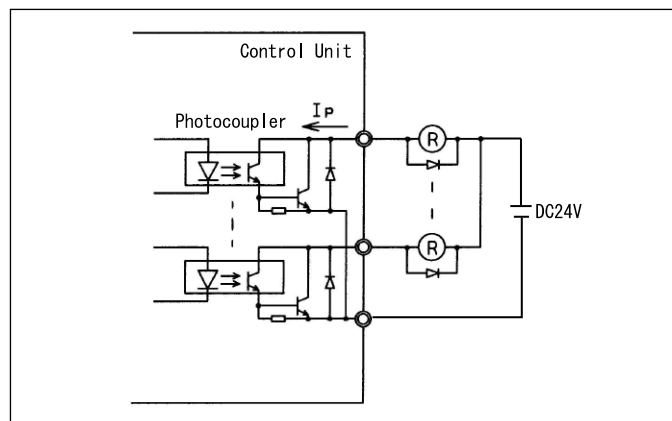 Control Unit
IP
Photocoupler
R
DC24V
R